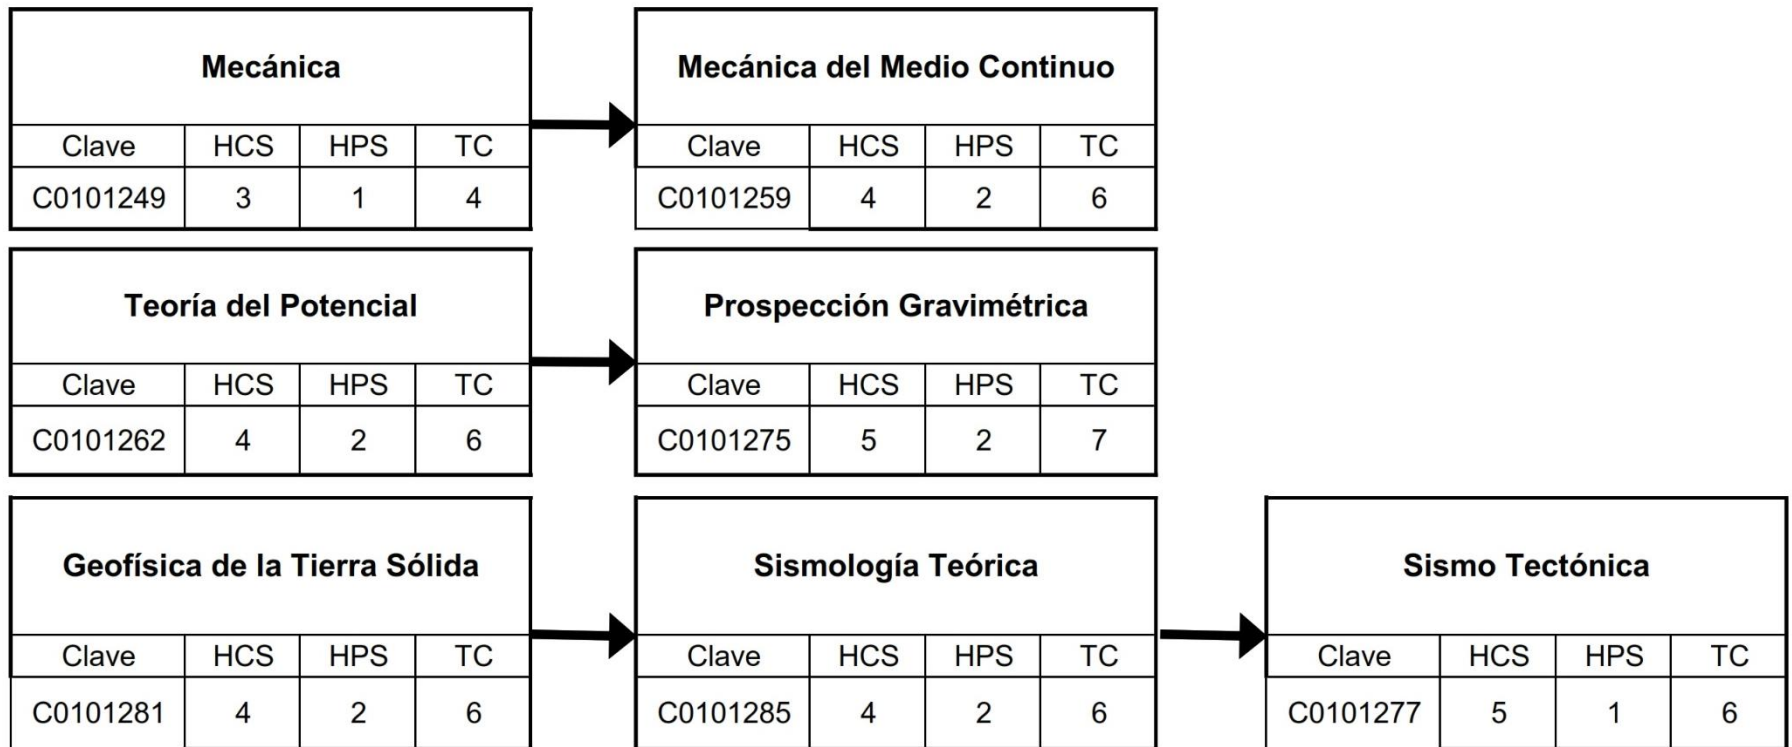 Mecánica
Clave HCS HPS TC
C0101249 3 1 4
Mecánica del Medio Continuo
Clave HCS HPS TC
C0101259 4 2 6
Teoría del Potencial
Clave HCS HPS TC
C0101262 4 2 6
Prospección Gravimétrica
Clave HCS HPS TC
C0101275 5 2 7
Geofísica de la Tierra Sólida
Clave HCS HPS TC
C0101281 4 2 6
Sismología Teórica
Clave HCS HPS TC
C0101285 4 2 6
Sismo Tectónica
Clave HCS HPS TC
C0101277 5 1 6